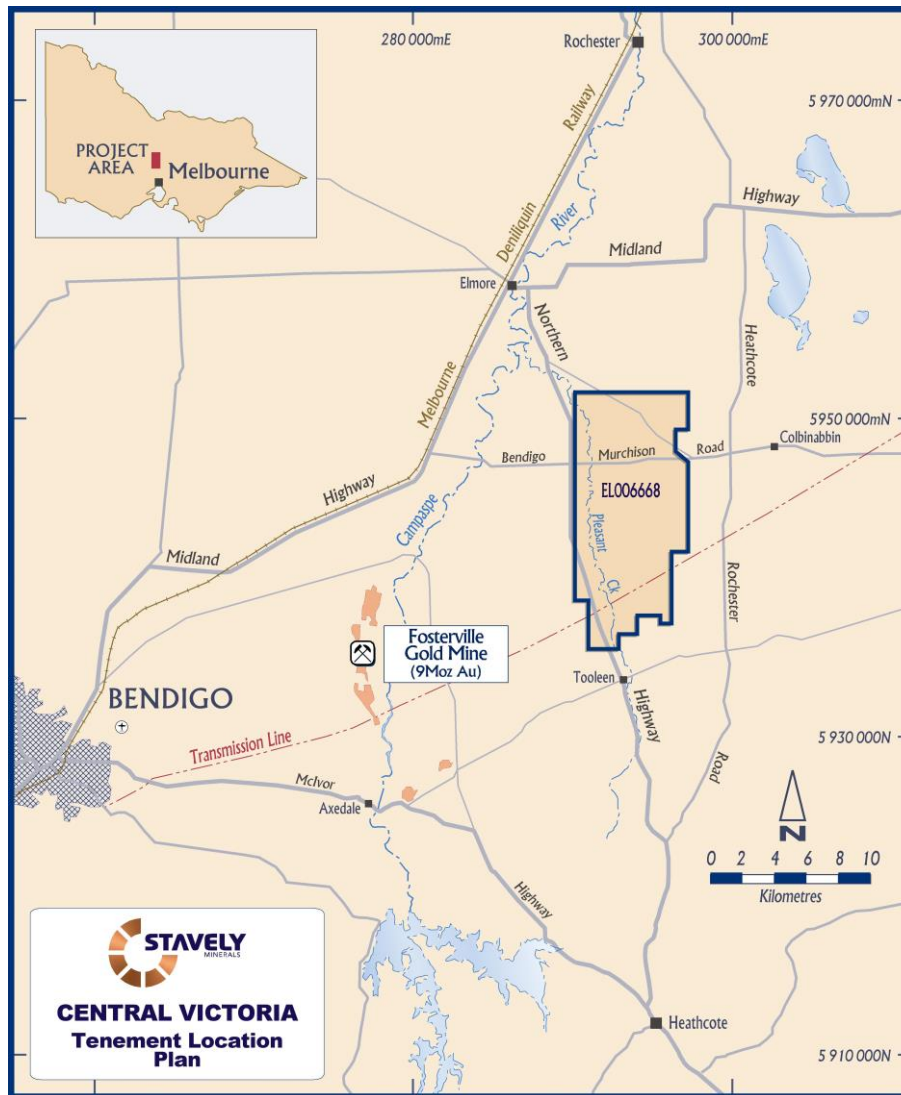 280 000mE
300 000mE
Rochester
5 970 000mN
PROJECT
AREA
Melbourne
Railway
Deniliquin
River
Highway
Midland
Elmore
Northern
Heathcote
Melbourne
5 950 000mN
Colbinabbin
Bendigo
Murchison
Road
EL006668
Highway
Campaspe
Pleasant
Ck
Midland
Rochester
Fosterville
Gold Mine
(9Moz Au)
Tooleen
BENDIGO
Highway
Transmission Line
5 930 000mN
Road
McIvor
Axedale
N
0 2 4 6 8 10
Kilometres
Highway
STAVELY
MINERALS
CENTRAL VICTORIA
Tenement Location
Plan
Heathcote
5 910 000N